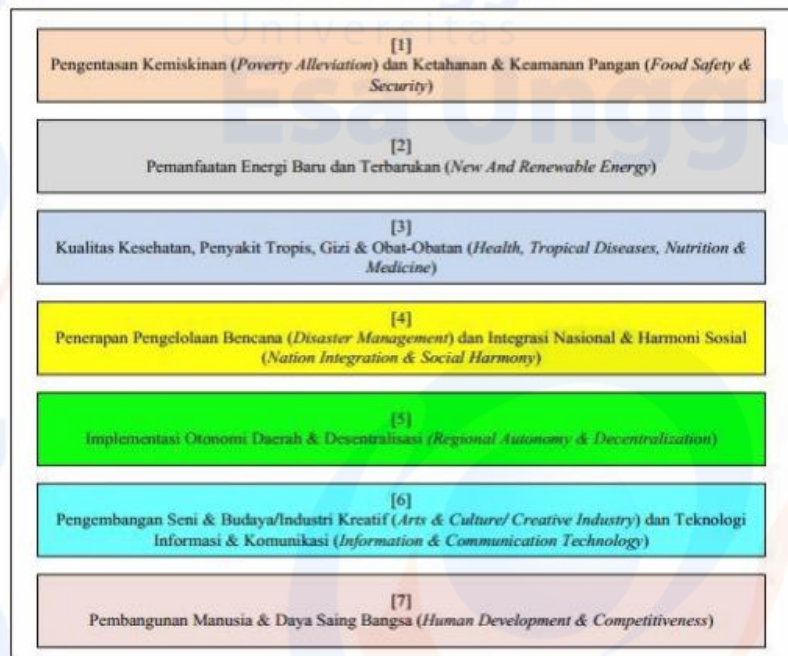 Universitas
Esa Unggu
[1]
Pengentasan Kemiskinan (Poverty Alleviation) dan Ketahanan & Keamanan Pangan (Food Safety &
Security)
[2]
Pemanfaatan Energi Baru dan Terbarukan (New And Renewable Energy)
[3]
Kualitas Kesehatan, Penyakit Tropis, Gizi & Obat-Obatan (Health, Tropical Diseases, Nutrition &
Medicine)
[4]
Penerapan Pengelolaan Bencana (Disaster Management) dan Integrasi Nasional & Harmoni Sosial
(Nation Integration & Social Harmony)
[5]
Implementasi Otonomi Daerah & Desentralisasi (Regional Autonomy & Decentralization)
[6]
Pengembangan Seni & Budaya/Industri Kreatif (Arts & Culture/ Creative Industry) dan Teknologi
Informasi & Komunikasi (Information & Communication Technology)
[7]
Pembangunan Manusia & Daya Saing Bangsa (Human Development & Competitiveness)